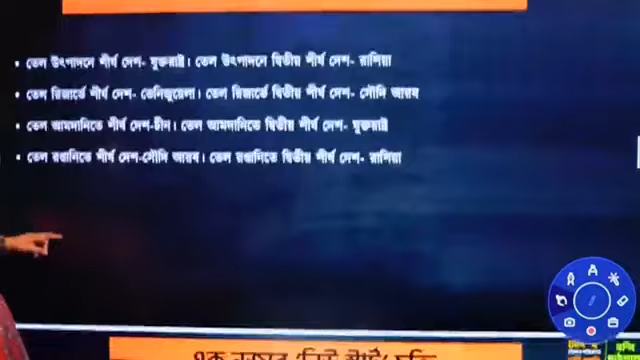 • তেল উৎপাদনে শীর্ষ দেশ- যুক্তরাষ্ট্র। তেল উৎপাদনে দ্বিতীয় শীর্ষ দেশ- রাশিয়া
• তেল রিজার্ভে শীর্ষ দেশ- ভেনিজুয়েলা। তেল রিজার্ভে দ্বিতীয় শীর্ষ দেশ- সৌদি আরব
• তেল আমদানিতে শীর্ষ দেশ-চীন। তেল আমদানিতে দ্বিতীয় শীর্ষ দেশ- যুক্তরাষ্ট্র
• তেল রপ্তানিতে শীর্ষ দেশ-সৌদি আরব। তেল রপ্তানিতে দ্বিতীয় শীর্ষ দেশ- রাশিয়া